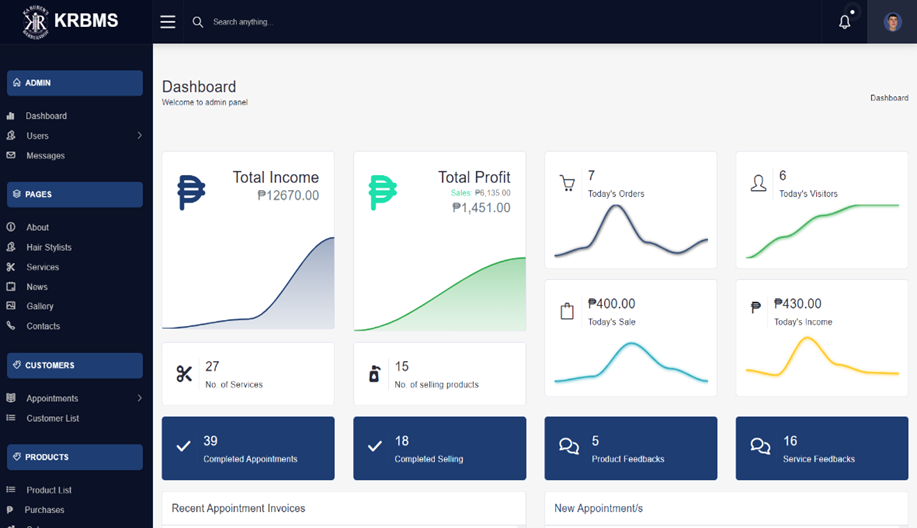 KRBMS
Search anything...
ADMIN
Dashboard
Users
Messages
PAGES
About
Hair Stylists
Services
News
Gallery
Contacts
CUSTOMERS
Appointments
Customer List
PRODUCTS
Product List
Purchases
Dashboard
Welcome to admin panel
Dashboard
Total Income
₱12670.00
Total Profit
Sales: ₱6,135.00
₱1,451.00
7
Today's Orders
6
Today's Visitors
₱400.00
Today's Sale
₱430.00
Today's Income
27
No. of Services
15
No. of selling products
39
Completed Appointments
18
Completed Selling
5
Product Feedbacks
16
Service Feedbacks
Recent Appointment Invoices
New Appointment/s